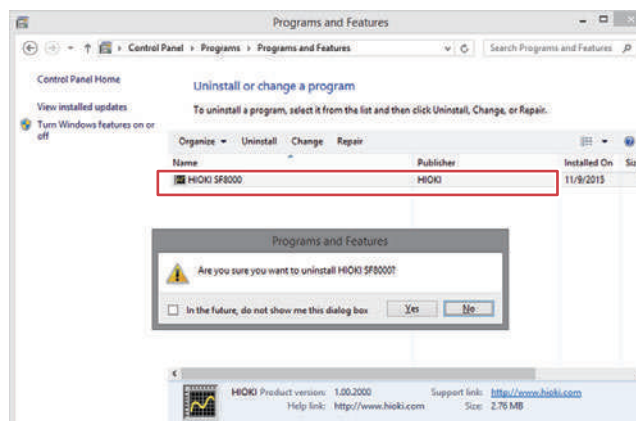 Programs and Features
Control Panel › Programs › Programs and Features
Search Programs and Features
Control Panel Home
View installed updates
Turn Windows features on or off
Uninstall or change a program
To uninstall a program, select it from the list and then click Uninstall, Change, or Repair.
Organize Uninstall Change Repair
Name Publisher Installed On
HIOKI SF8000 HIOKI 11/9/2015
Programs and Features
Are you sure you want to uninstall HIOKI SF8000?
In the future, do not show me this dialog box Yes No
HIOKI Product version: 1.00.2000 Support link: http://www.hioki.com
Help link: http://www.hioki.com Size: 2.76 MB